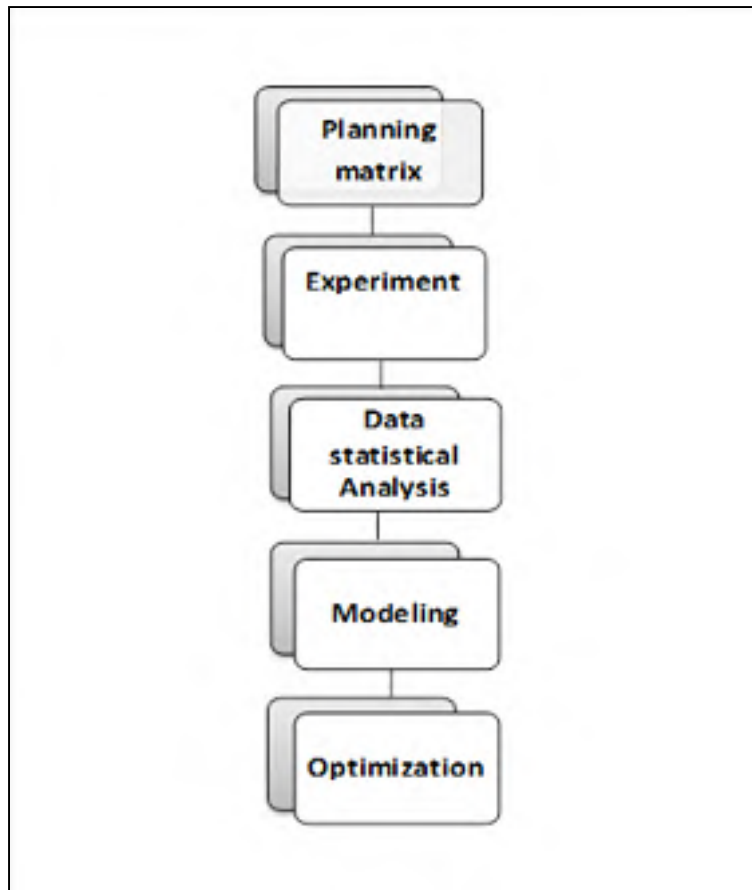 Planning
matrix
Experiment
Data
statistical
Analysis
Modeling
Optimization